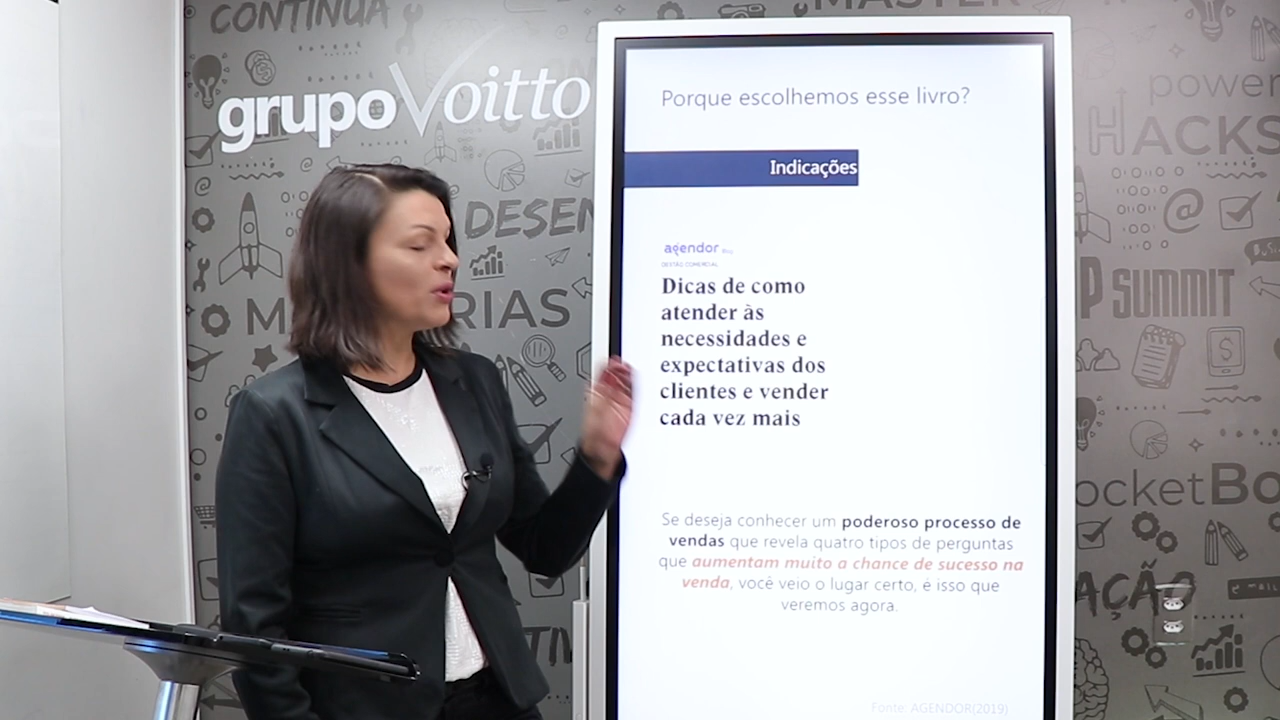 CONTINUA
MASTER
grupo Voitto
power
HACKS
DESEN
SUMMIT
ocketBo
AÇÃO
Porque escolhemos esse livro?
Indicações
agendor Blog
GESTÃO COMERCIAL
Dicas de como
atender às
necessidades e
expectativas dos
clientes e vender
cada vez mais
Se deseja conhecer um poderoso processo de
vendas que revela quatro tipos de perguntas
que aumentam muito a chance de sucesso na
venda, você veio o lugar certo, é isso que
veremos agora.
Fonte: AGENDOR(2019)